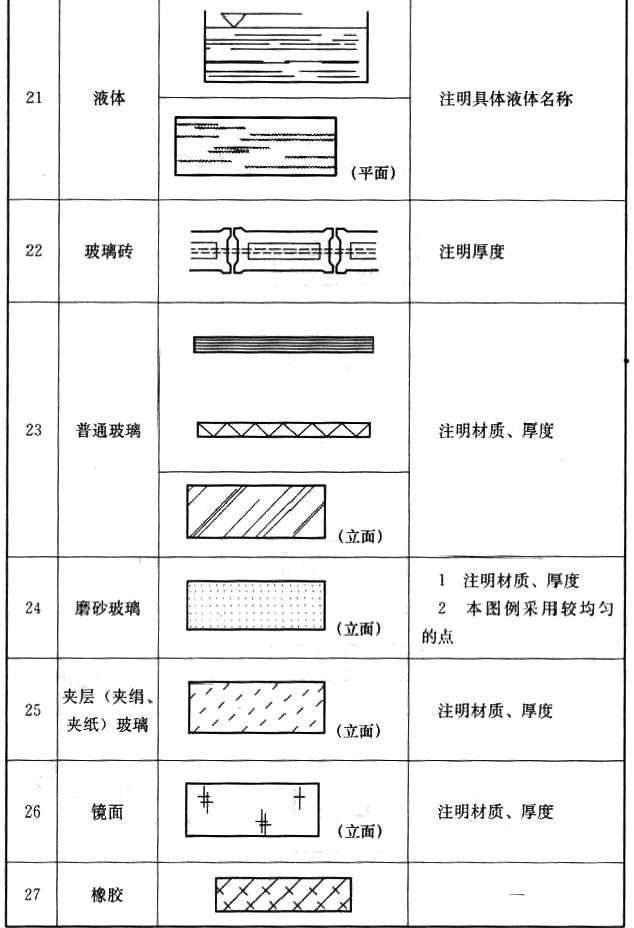 21
液体
(平面)
注明具体液体名称
22
玻璃砖
注明厚度
23
普通玻璃
(立面)
注明材质、厚度
24
磨砂玻璃
(立面)
1 注明材质、厚度
2 本图例采用较均匀
的点
25
夹层（夹绢、
夹纸）玻璃
(立面)
注明材质、厚度
26
镜面
(立面)
注明材质、厚度
27
橡胶
—